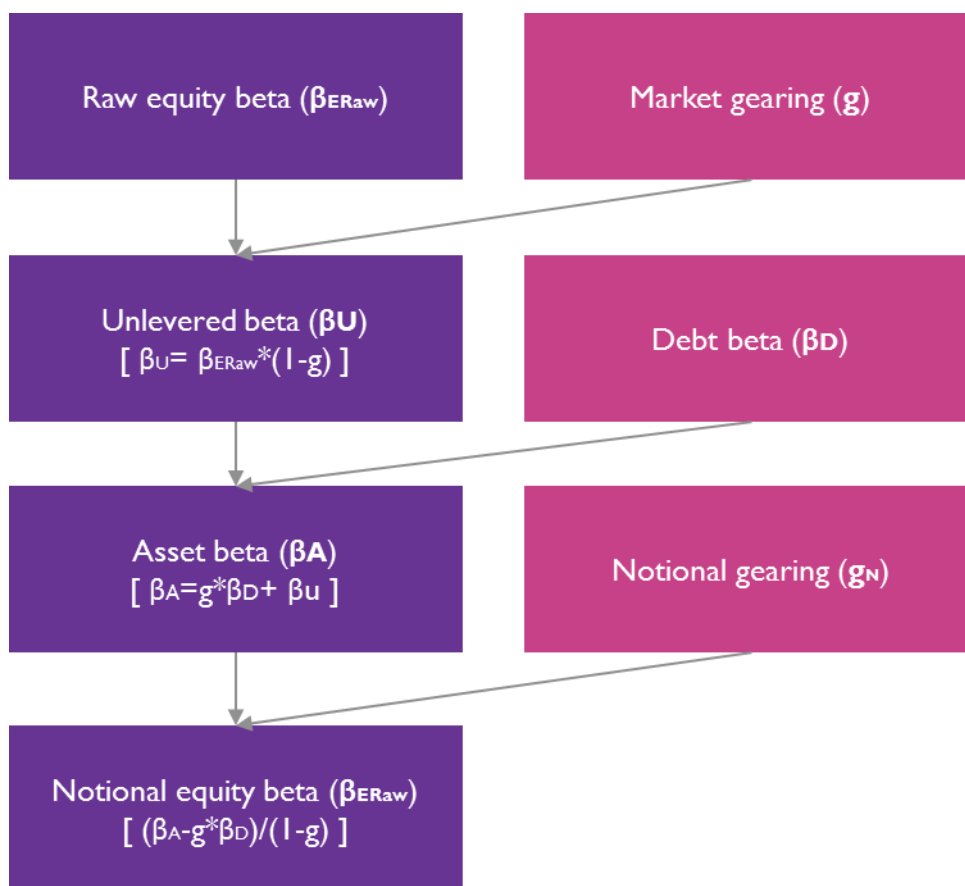 Raw equity beta (βERaw)
Market gearing (g)
Unlevered beta (βU)
[ βU= βERaw*(1-g) ]
Debt beta (βD)
Asset beta (βA)
[ βA=g*βD+ βu ]
Notional gearing (gN)
Notional equity beta (βERaw)
[ (βA-g*βD)/(1-g) ]